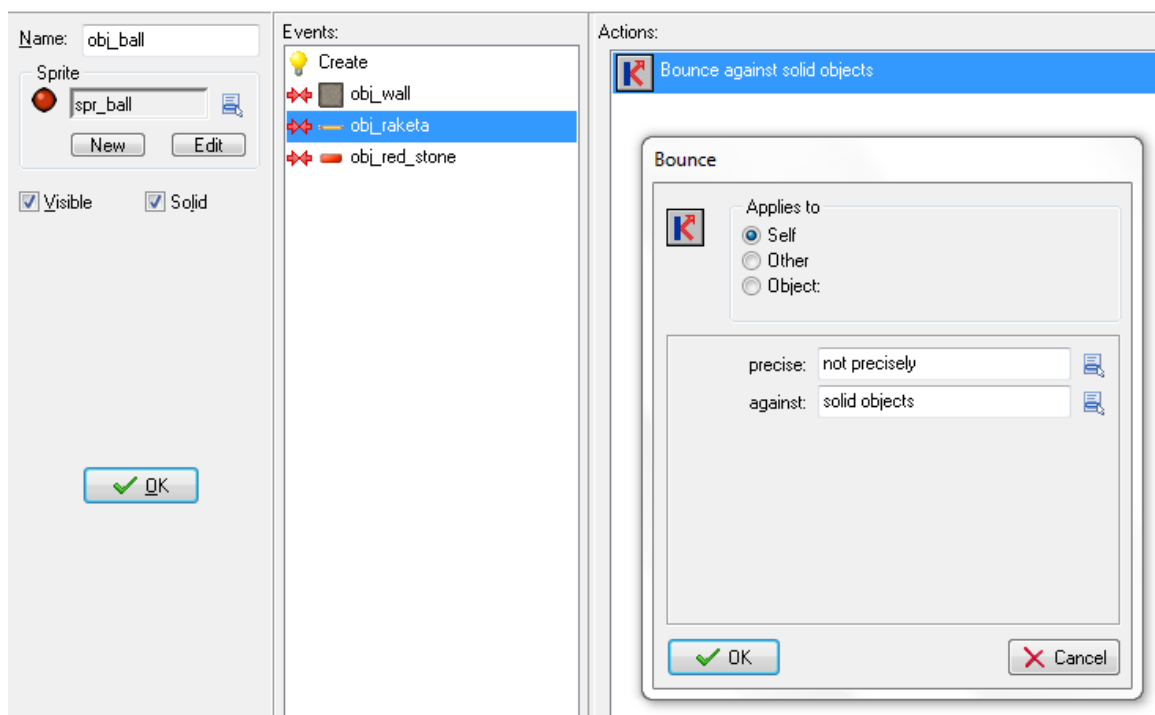 Name: obj_ball
Sprite
spr_ball
New Edit
Visible Solid
OK
Events:
Create
obj_wall
obj_raketa
obj_red_stone
Actions:
Bounce against solid objects
Bounce
Applies to
Self
Other
Object:
precise: not precisely
against: solid objects
OK Cancel